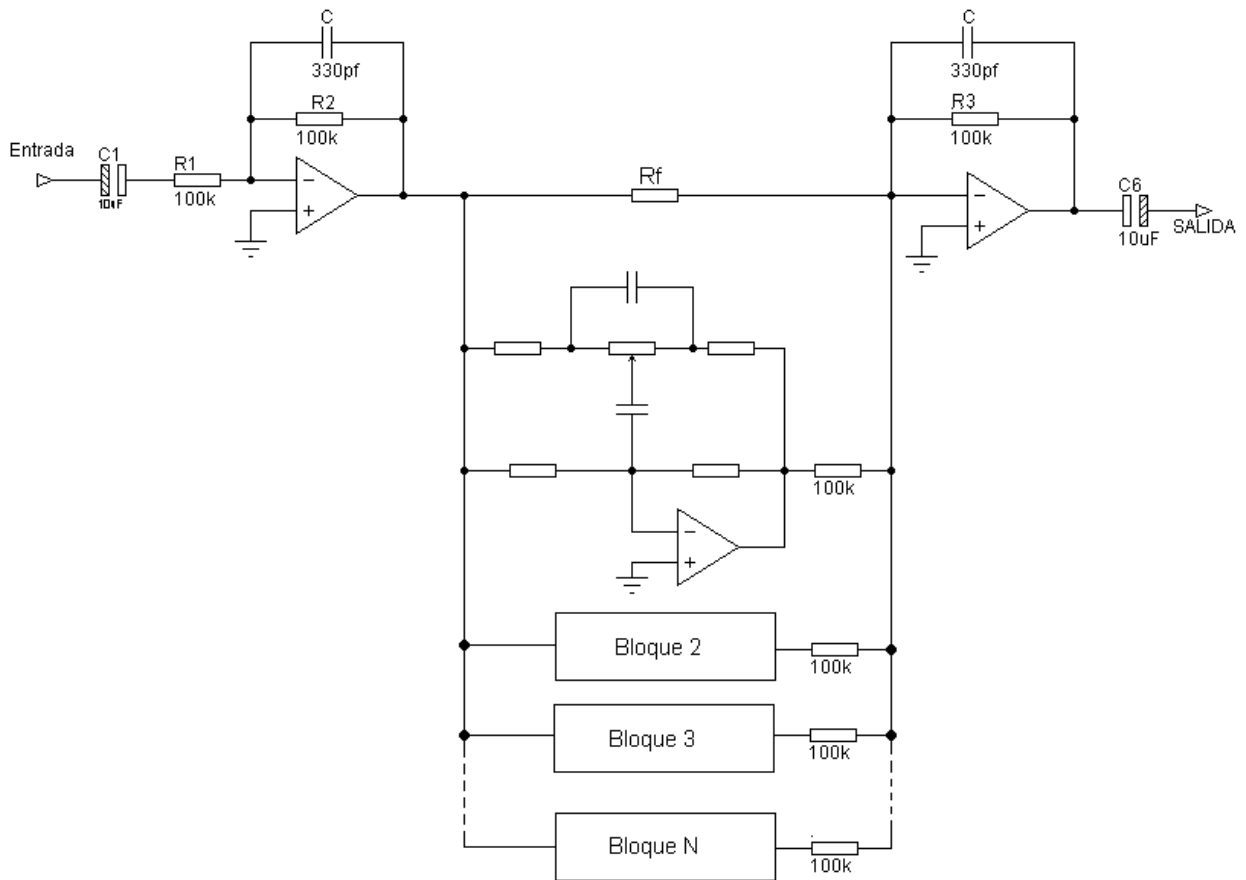 C
330pf
R2
100k
Entrada
C1
10uF
R1
100k
−
+
Rf
C
330pf
R3
100k
−
+
C6
10uF
SALIDA
100k
−
+
Bloque 2
100k
Bloque 3
100k
Bloque N
100k